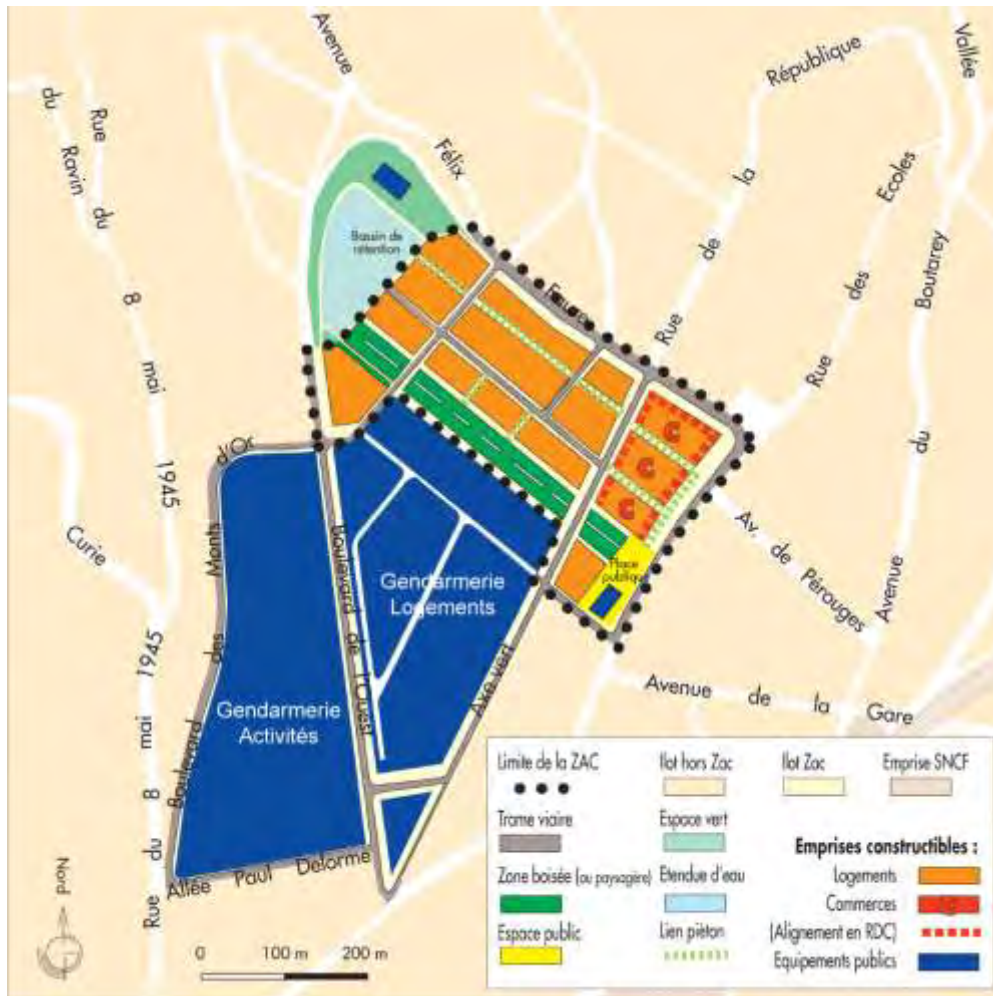 Avenue
Félix
Faure
République
la
de
Rue
Vallée
Rue
des
Ecoles
Boutarey
du
Avenue
Rue
du
Ravin
du
8
mai
1945
Curie
d'Or
Monts
des
Boulevard
1945
mai
8
du
Rue
Bassin de
rétention
Boulevard de l'Ouest
Gendarmerie
Logements
Gendarmerie
Activités
Axe vert
C
C
C
Place
publique
Av. de Pérouges
Avenue de la Gare
Allée Paul Delorme
Nord
0 100 m 200 m
Limite de la ZAC
Ilot hors Zac
Ilot Zac
Emprise SNCF
Trame viaire
Espace vert
Zone boisée (ou paysagère)
Etendue d'eau
Espace public
Lien piéton
Emprises constructibles :
Logements
Commerces
C
(Alignement en RDC)
Equipements publics